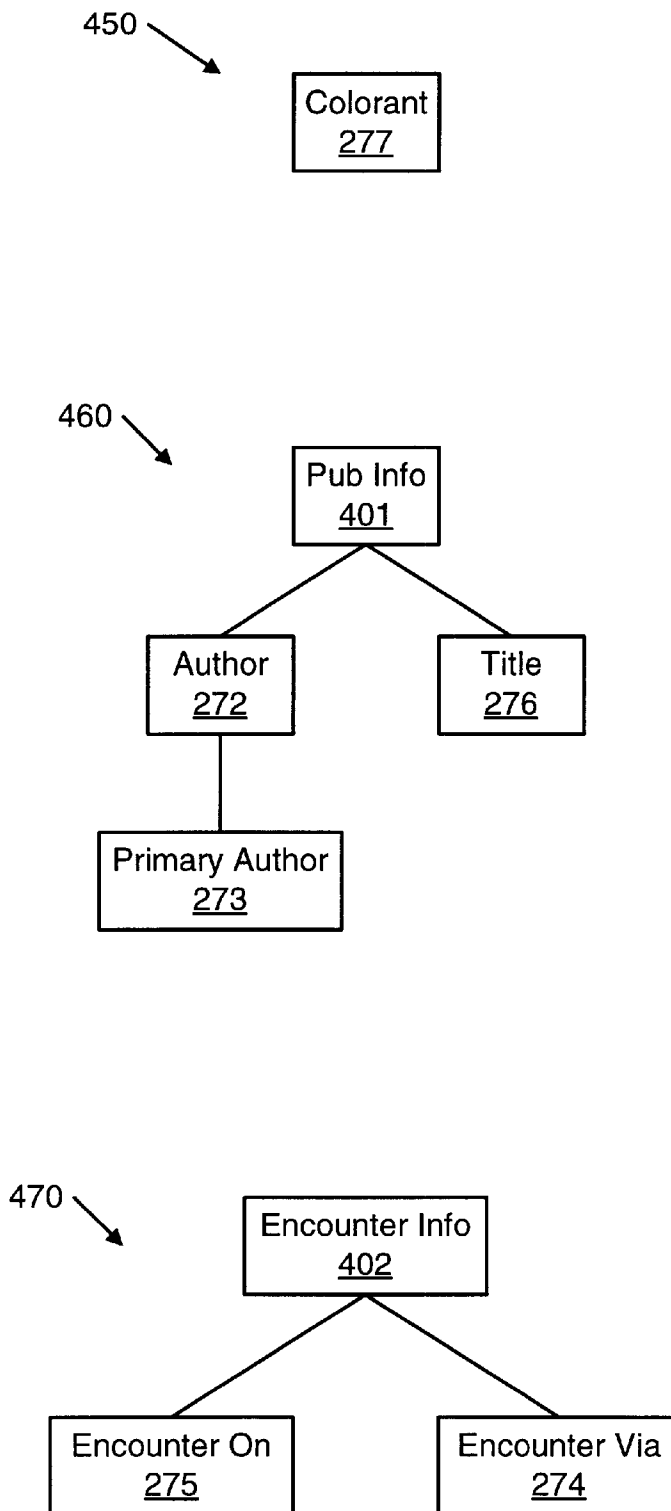 450
Colorant
277
460
Pub Info
401
Author
272
Title
276
Primary Author
273
470
Encounter Info
402
Encounter On
275
Encounter Via
274